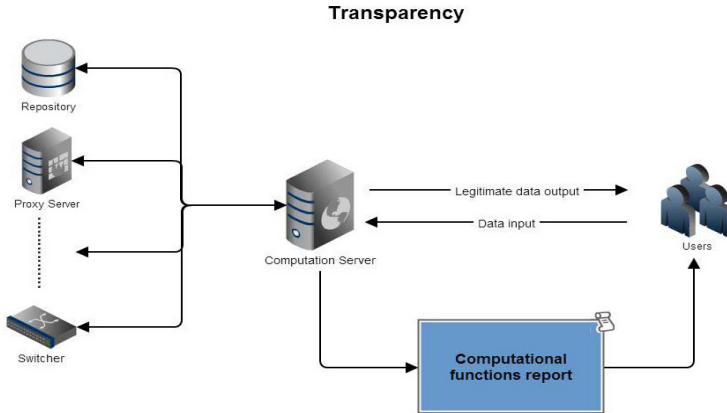 Transparency
Repository
Proxy Server
Switcher
Computation Server
Legitimate data output
Data input
Users
Computational
functions report